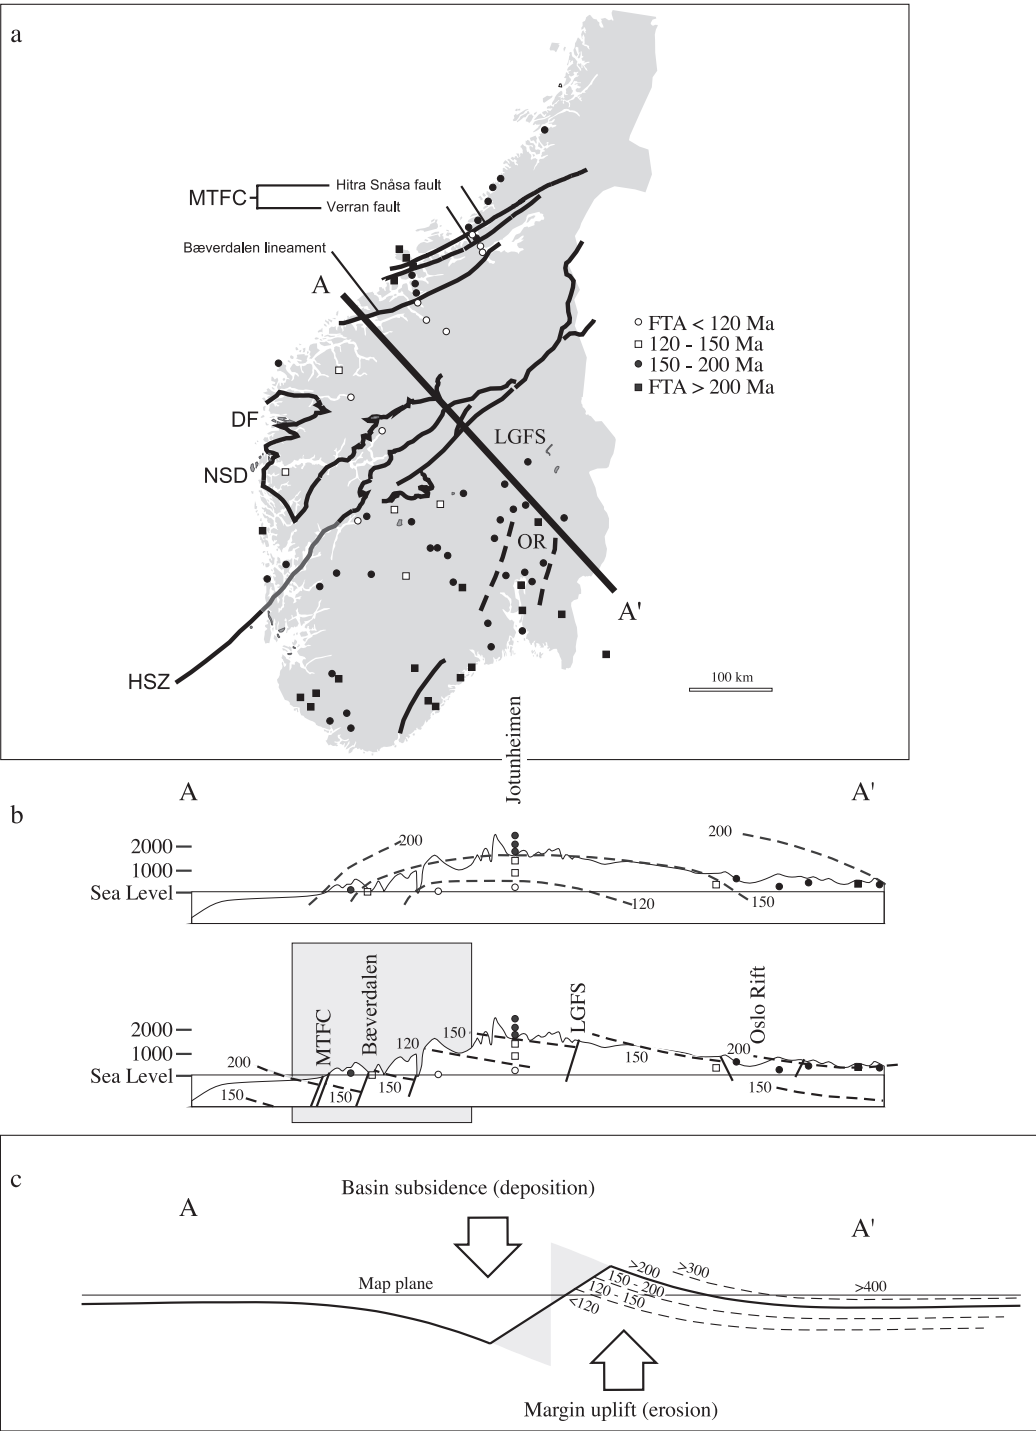 a
MTFC
Hitra Snåsa fault
Verran fault
Bæverdalen lineament
A
FTA < 120 Ma
120 - 150 Ma
150 - 200 Ma
FTA > 200 Ma
DF
LGFS
NSD
OR
A'
HSZ
100 km
Jotunheimen
A
A'
b
200
200
2000
1000
Sea Level
120
150
MTFC
Bæverdalen
LGFS
Oslo Rift
2000
1000
Sea Level
200
150
150
150
120
150
150
200
150
c
A
Basin subsidence (deposition)
A'
Map plane
>200
>300
150 - 200
120 - 150
<120
>400
Margin uplift (erosion)